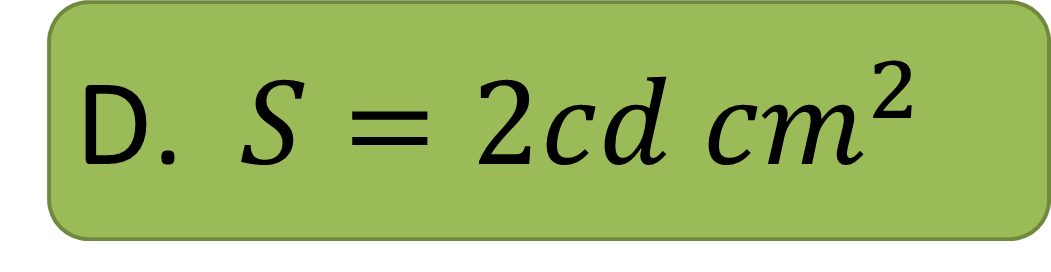 D. S = 2cd cm²